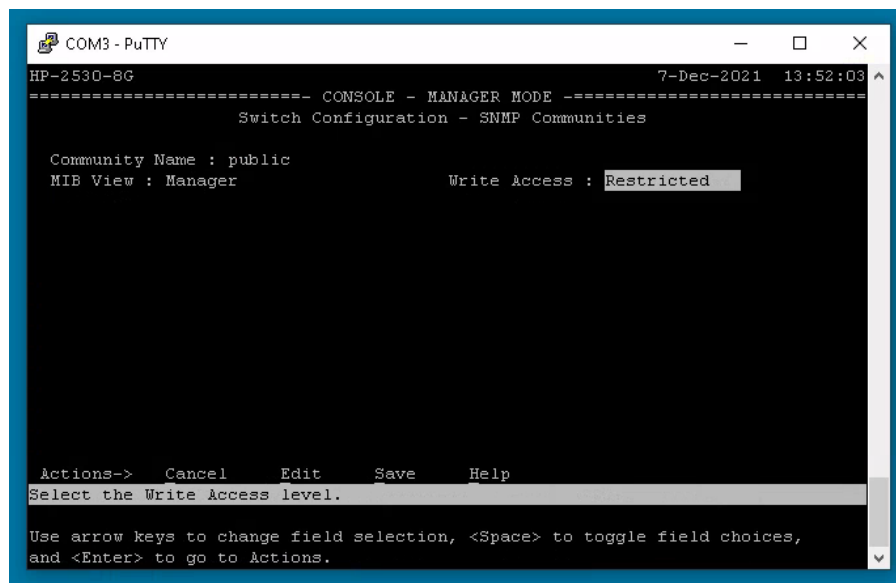 COM3 - PuTTY
HP-2530-8G 7-Dec-2021 13:52:03
==========================- CONSOLE - MANAGER MODE -============================
Switch Configuration - SNMP Communities
Community Name : public
MIB View : Manager Write Access : Restricted
Actions-> Cancel Edit Save Help
Select the Write Access level.
Use arrow keys to change field selection, <Space> to toggle field choices,
and <Enter> to go to Actions.